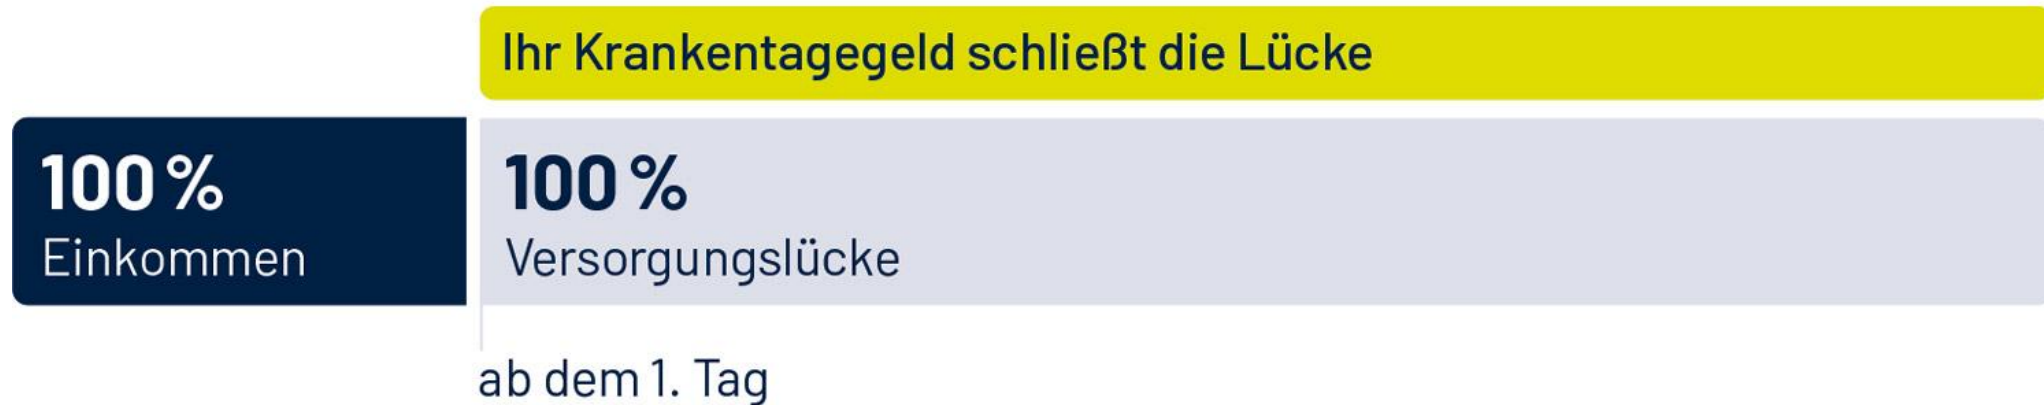 Ihr Krankentagegeld schließt die Lücke
100 %
Einkommen
100 %
Versorgungslücke
ab dem 1. Tag